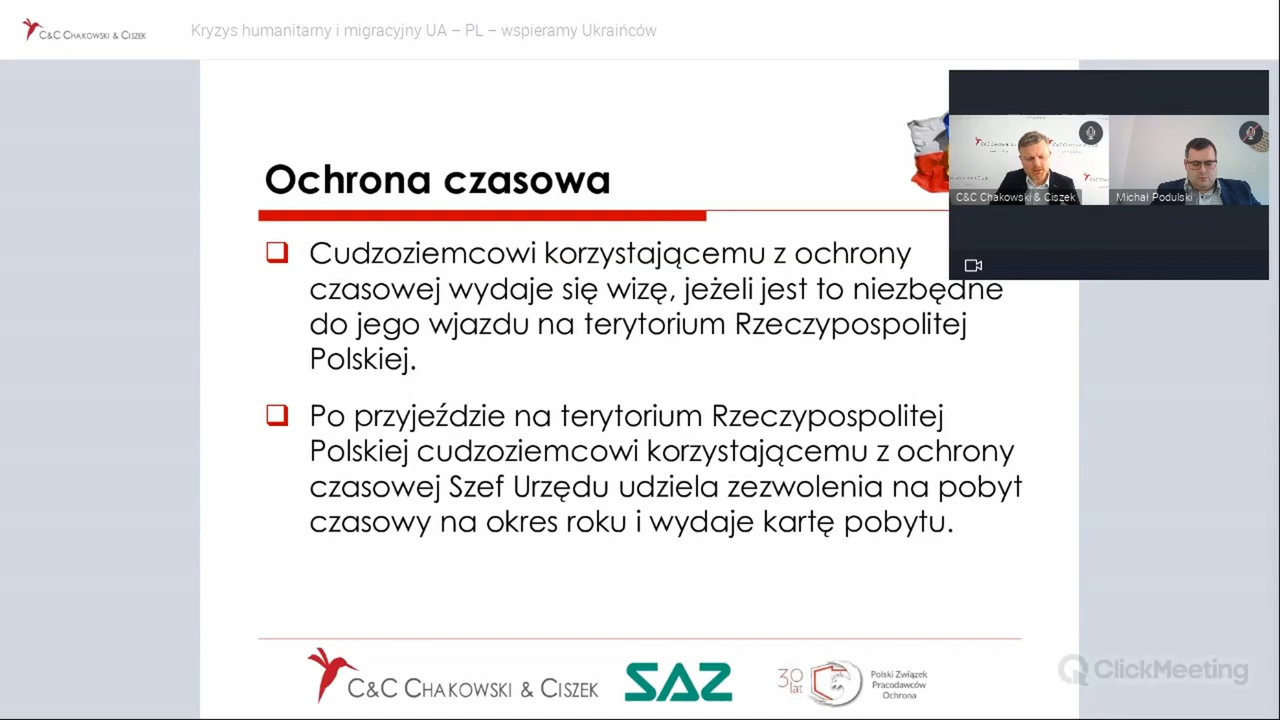 C&C CHAKOWSKI & CISZEK
Kryzys humanitarny i migracyjny UA – PL – wspieramy Ukraińców
Ochrona czasowa
C&C Chakowski & Ciszek
Michał Podulski
Cudzoziemcowi korzystającemu z ochrony
czasowej wydaje się wizę, jeżeli jest to niezbędne
do jego wjazdu na terytorium Rzeczypospolitej
Polskiej.
Po przyjeździe na terytorium Rzeczypospolitej
Polskiej cudzoziemcowi korzystającemu z ochrony
czasowej Szef Urzędu udziela zezwolenia na pobyt
czasowy na okres roku i wydaje kartę pobytu.
C&C CHAKOWSKI & CISZEK
SAZ
30
lat
Polski Związek
Pracodawców
Ochrona
ClickMeeting